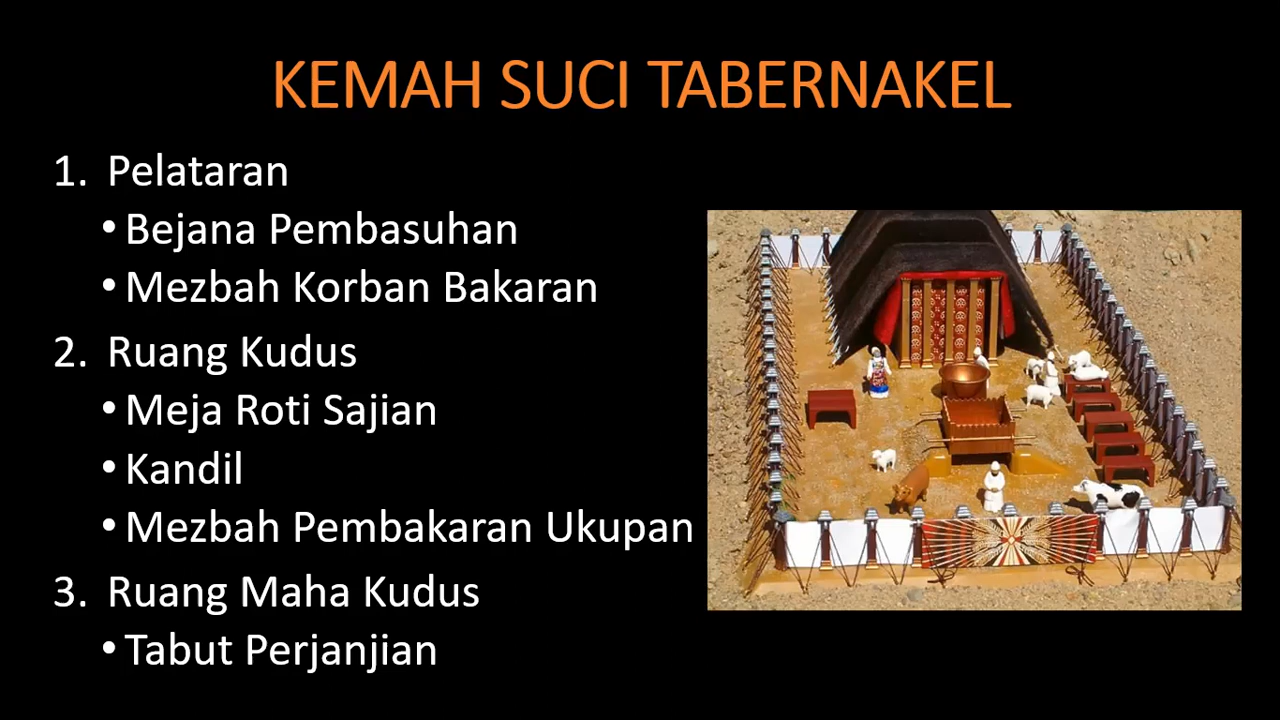 KEMAH SUCI TABERNAKEL
1. Pelataran
• Bejana Pembasuhan
• Mezbah Korban Bakaran
2. Ruang Kudus
• Meja Roti Sajian
• Kandil
• Mezbah Pembakaran Ukupan
3. Ruang Maha Kudus
• Tabut Perjanjian